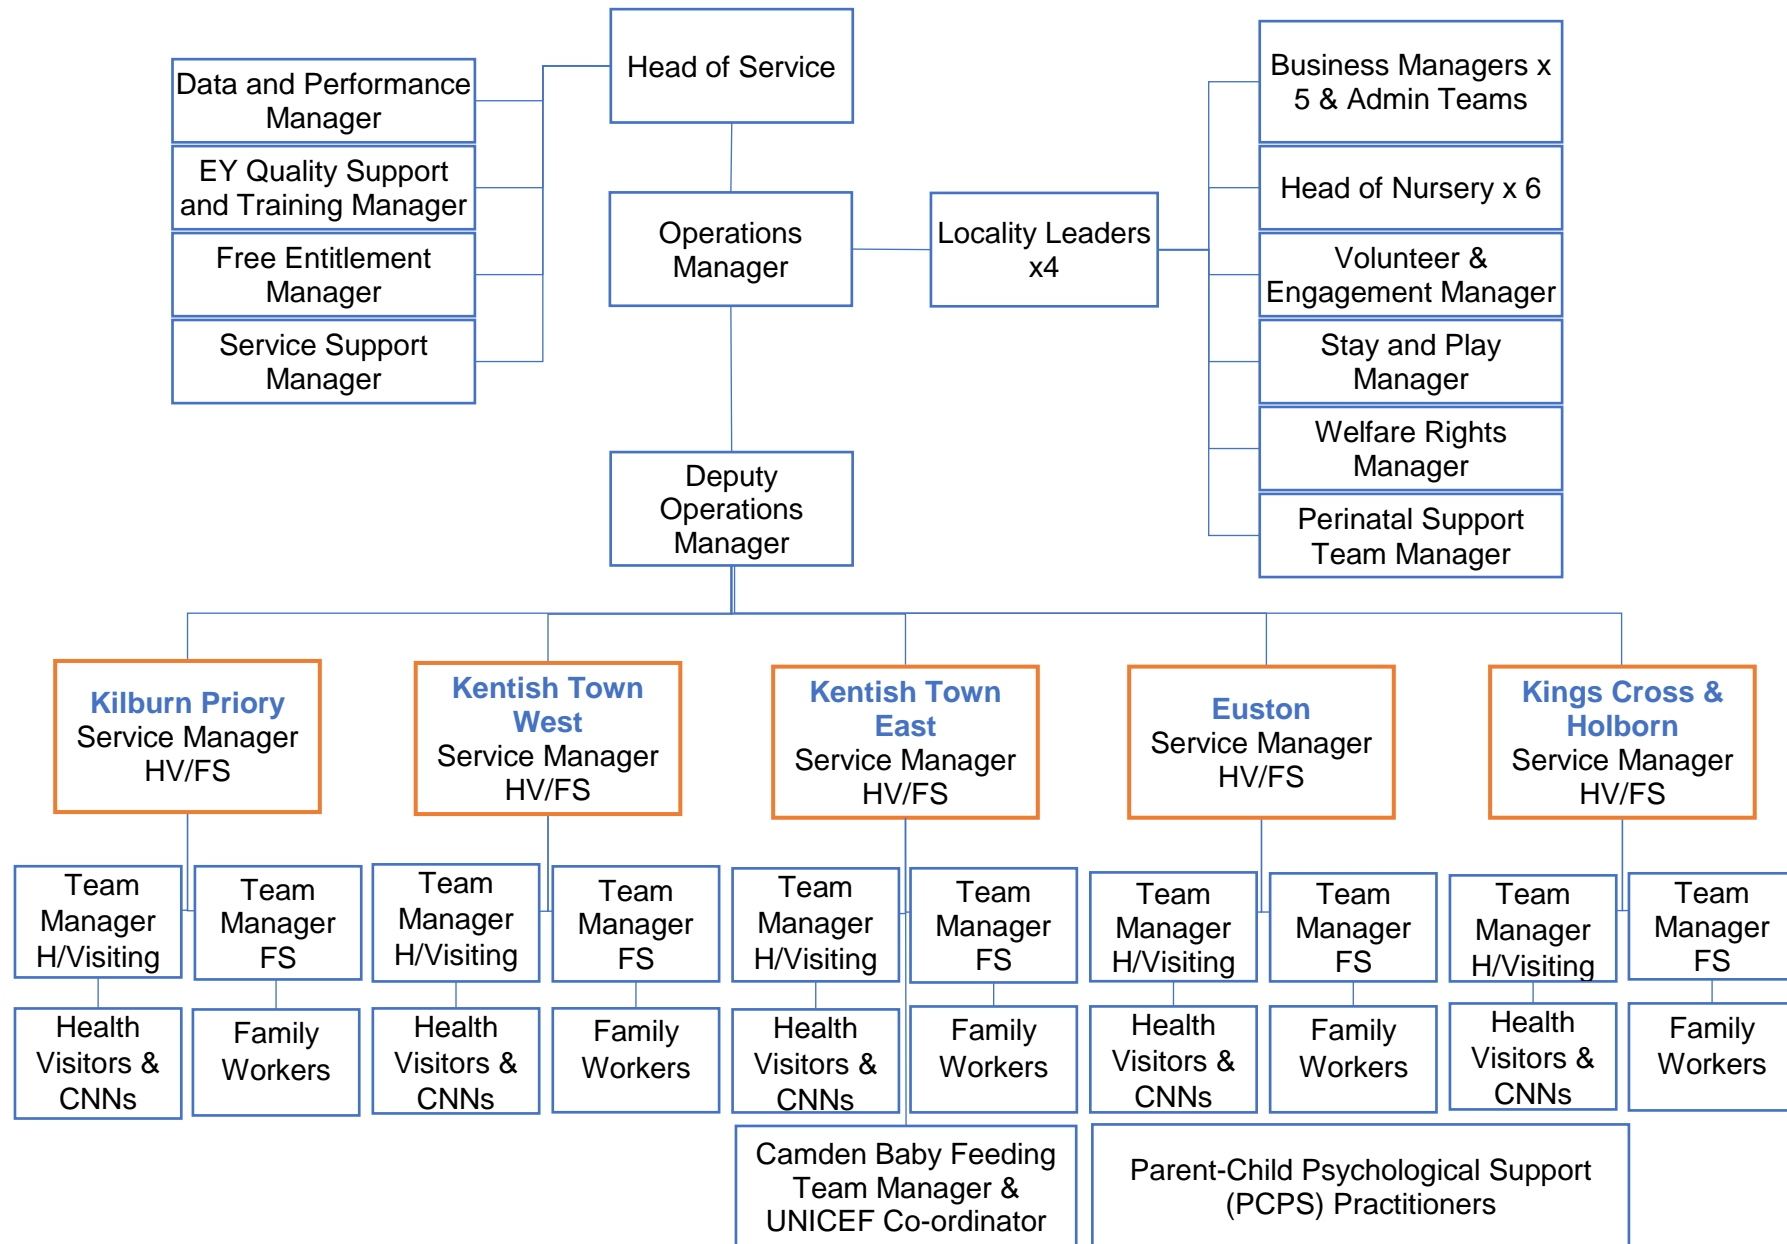 Head of Service
Data and Performance
Manager
EY Quality Support
and Training Manager
Free Entitlement
Manager
Service Support
Manager
Operations
Manager
Locality Leaders
x4
Business Managers x
5 & Admin Teams
Head of Nursery x 6
Volunteer &
Engagement Manager
Stay and Play
Manager
Welfare Rights
Manager
Perinatal Support
Team Manager
Deputy
Operations
Manager
Kilburn Priory
Service Manager
HV/FS
Kentish Town
West
Service Manager
HV/FS
Kentish Town
East
Service Manager
HV/FS
Euston
Service Manager
HV/FS
Kings Cross &
Holborn
Service Manager
HV/FS
Team
Manager
H/Visiting
Team
Manager
FS
Team
Manager
H/Visiting
Team
Manager
FS
Team
Manager
H/Visiting
Team
Manager
FS
Team
Manager
H/Visiting
Team
Manager
FS
Team
Manager
H/Visiting
Team
Manager
FS
Health
Visitors &
CNNs
Family
Workers
Health
Visitors &
CNNs
Family
Workers
Health
Visitors &
CNNs
Family
Workers
Health
Visitors &
CNNs
Family
Workers
Health
Visitors &
CNNs
Family
Workers
Camden Baby Feeding
Team Manager &
UNICEF Co-ordinator
Parent-Child Psychological Support
(PCPS) Practitioners